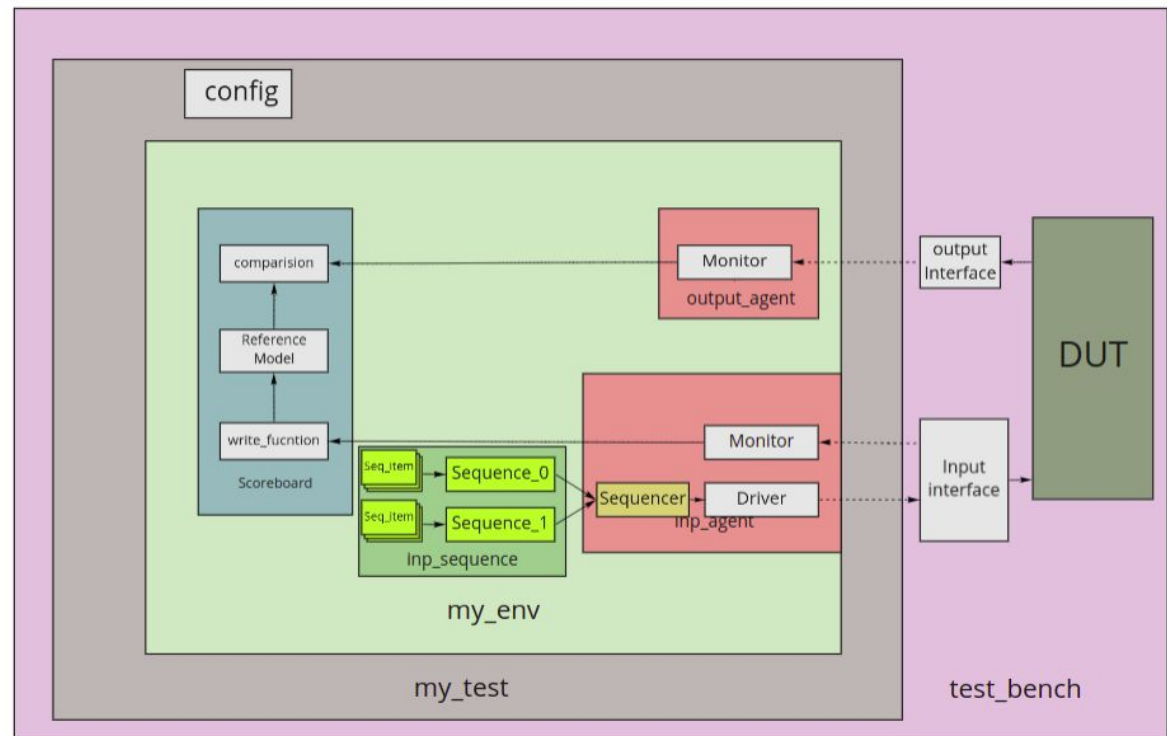 config
comparision
Reference
Model
write_fucntion
Scoreboard
Monitor
output_agent
output
Interface
DUT
Monitor
Input
interface
Seq_item
Sequence_0
Seq_item
Sequence_1
Inp_sequence
Sequencer
Driver
Inp_agent
my_env
my_test
test_bench